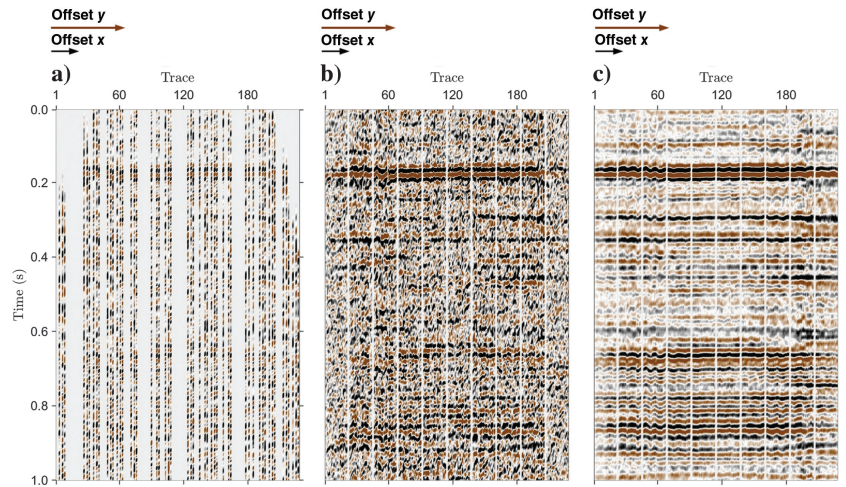 Offset y
Offset x
a)
Trace
1 60 120 180
0.0
0.2
0.4
0.6
0.8
1.0
Time (s)
Offset y
Offset x
b)
Trace
1 60 120 180
Offset y
Offset x
c)
Trace
1 60 120 180